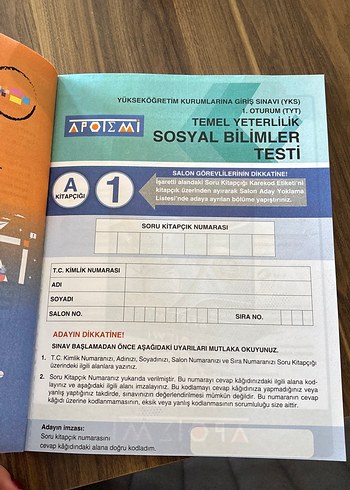 YÜKSEKÖĞRETİM KURUMLARINA GİRİŞ SINAVI (YKS)
1. OTURUM (TYT)
APOTEMİ
TEMEL YETERLİLİK
SOSYAL BİLİMLER
TESTİ
SALON GÖREVLİLERİNİN DİKKATİNE!
A
KİTAPÇIĞI
1
İşaretli alandaki Soru Kitapçığı Karekod Etiketi'ni
kitapçık üzerinden ayırarak Salon Aday Yoklama
Listesi'nde adaya ayrılan bölüme yapıştırınız.
SORU KİTAPÇIK NUMARASI
T.C. KİMLİK NUMARASI
ADI
SOYADI
SALON NO.
SIRA NO.
ADAYIN DİKKATİNE!
SINAV BAŞLAMADAN ÖNCE AŞAĞIDAKİ UYARILARI MUTLAKA OKUYUNUZ.
1. T.C. Kimlik Numaranızı, Adınızı, Soyadınızı, Salon Numaranızı ve Sıra Numaranızı Soru Kitapçığı
üzerindeki ilgili alanlara yazınız.
2. Soru Kitapçık Numaranız yukarıda verilmiştir. Bu numarayı cevap kâğıdınızdaki ilgili alana kod-
layınız ve aşağıdaki ilgili alanı imzalayınız. Bu kodlamayı cevap kâğıdınıza yapmadığınız veya
yanlış yaptığınız takdirde, sınavınızın değerlendirilmesi mümkün değildir. Bu numaranın cevap
kâğıdı üzerine kodlanmamasının, eksik veya yanlış kodlanmasının sorumluluğu size aittir.
APOTEMİ
Adayın imzası:
Soru kitapçık numarasını
cevap kâğıdındaki alana doğru kodladım.